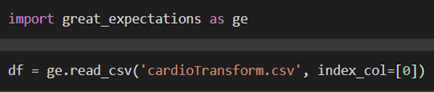 import great_expectations as ge
df = ge.read_csv('cardioTransform.csv', index_col=[0])